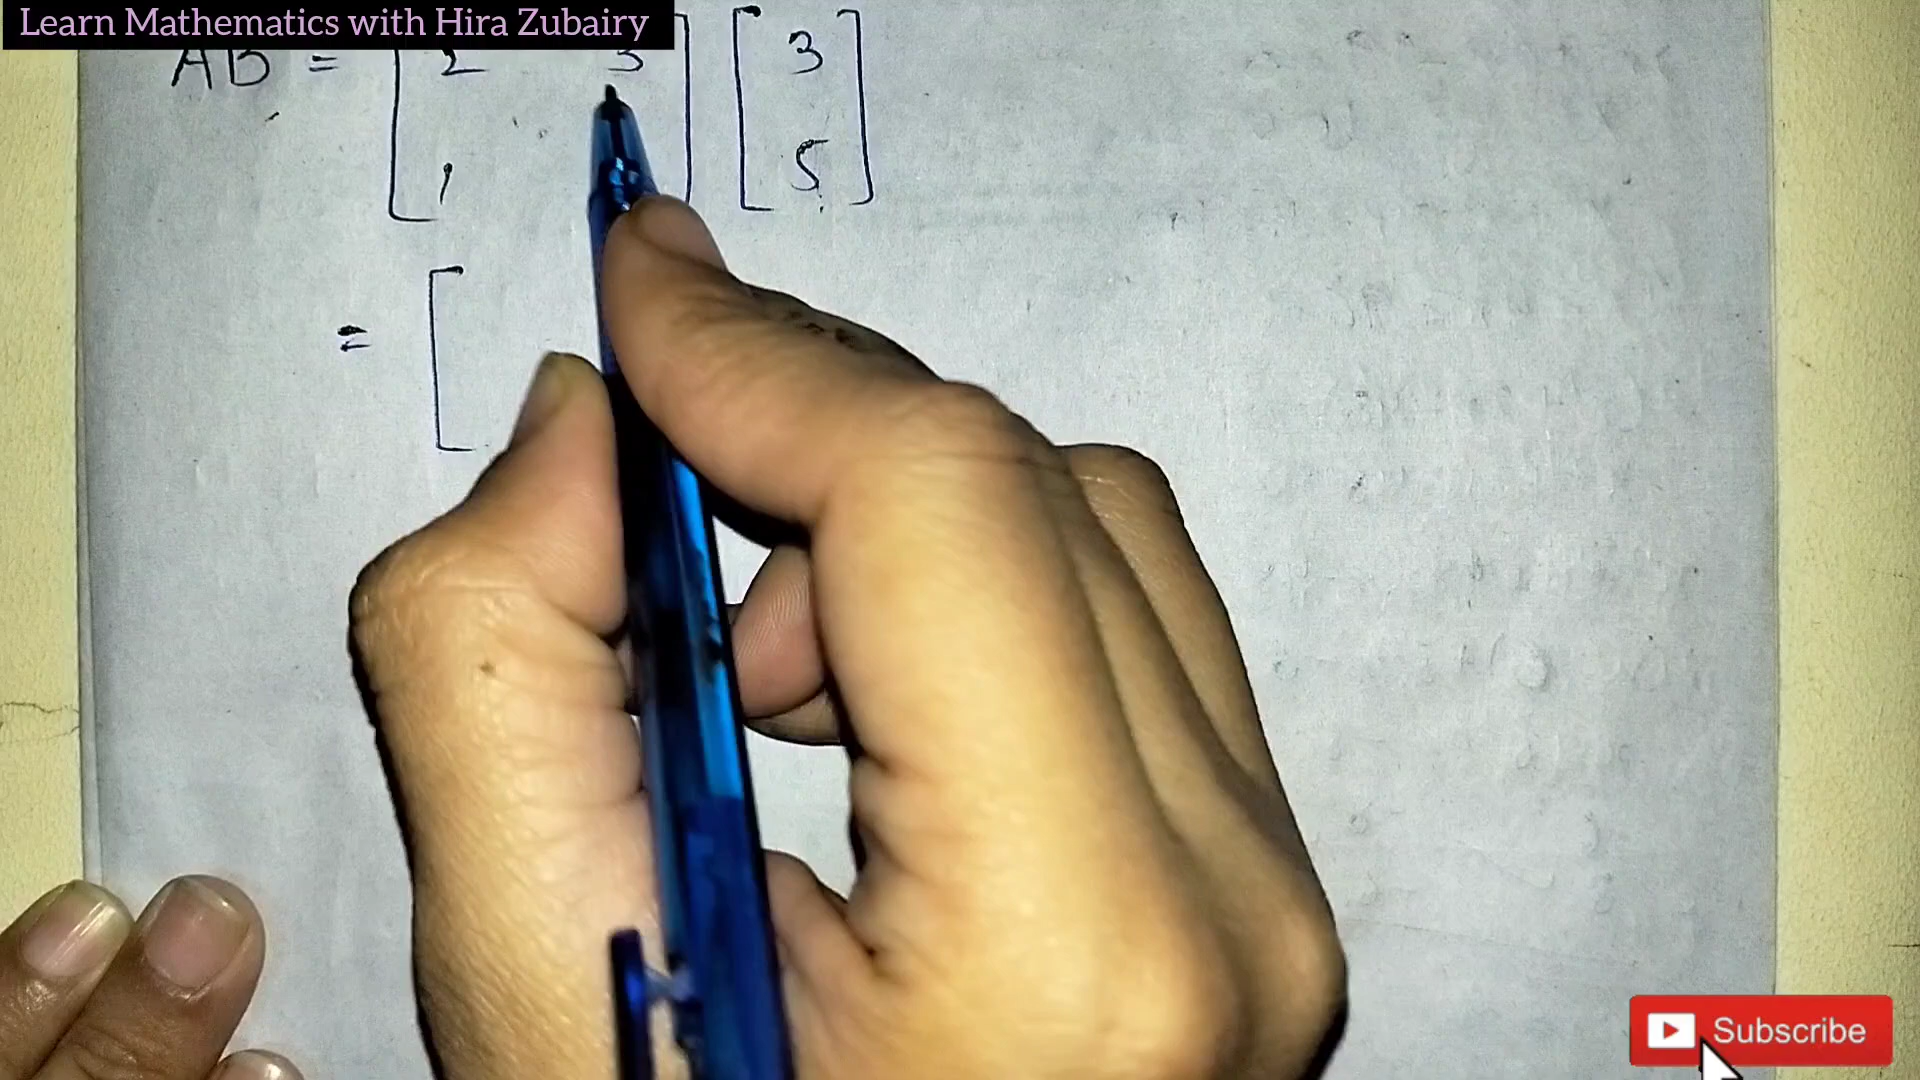 Learn Mathematics with Hira Zubairy
AB = [ 2 3 ] [ 3 ]
[ 1 ] [ 5 ]
= [
Subscribe